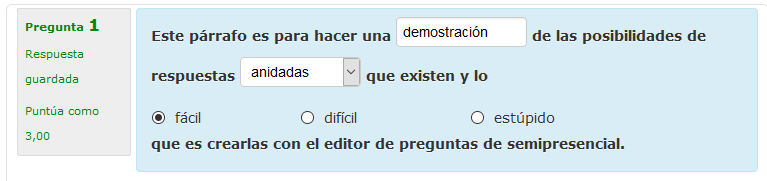 Pregunta 1
Respuesta
guardada
Puntúa como
3,00
Este párrafo es para hacer una demostración de las posibilidades de
respuestas anidadas que existen y lo
fácil difícil estúpido
que es crearlas con el editor de preguntas de semipresencial.